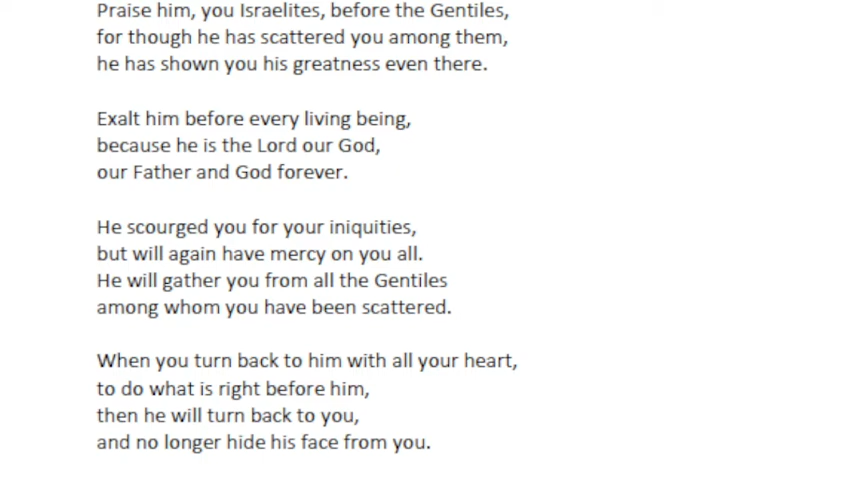 Praise him, you Israelites, before the Gentiles,
for though he has scattered you among them,
he has shown you his greatness even there.
Exalt him before every living being,
because he is the Lord our God,
our Father and God forever.
He scourged you for your iniquities,
but will again have mercy on you all.
He will gather you from all the Gentiles
among whom you have been scattered.
When you turn back to him with all your heart,
to do what is right before him,
then he will turn back to you,
and no longer hide his face from you.